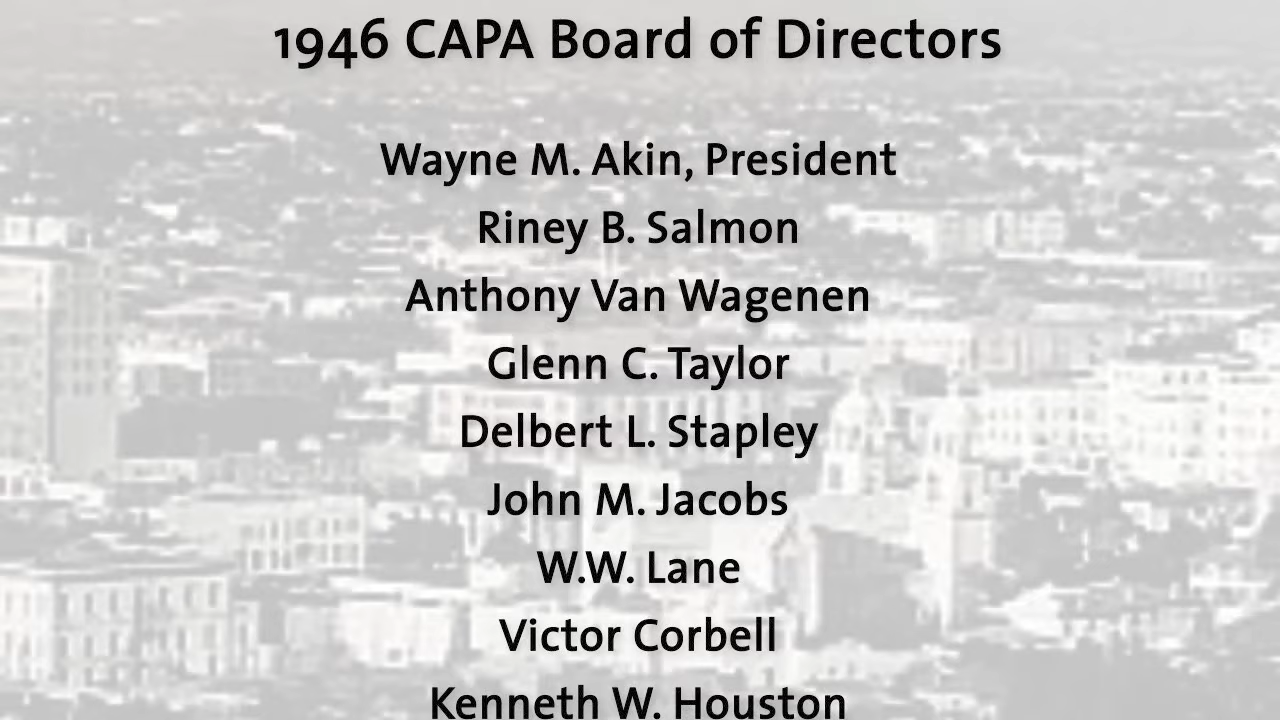 1946 CAPA Board of Directors
Wayne M. Akin, President
Riney B. Salmon
Anthony Van Wagenen
Glenn C. Taylor
Delbert L. Stapley
John M. Jacobs
W.W. Lane
Victor Corbell
Kenneth W. Houston